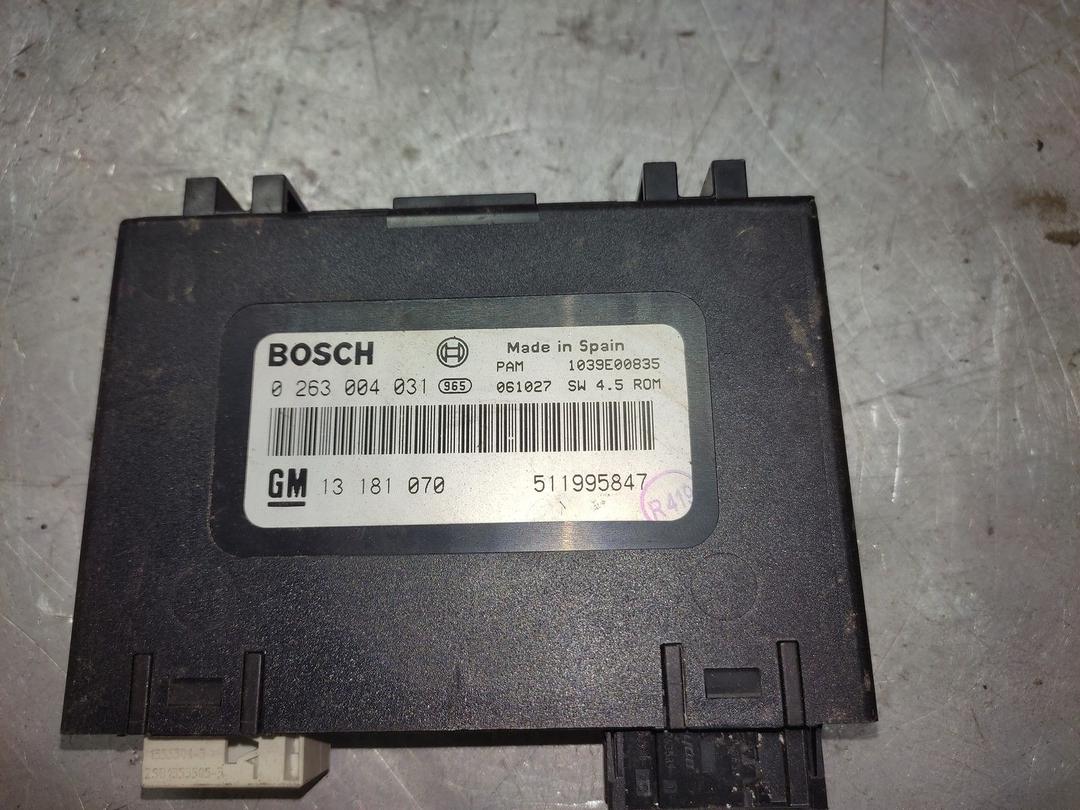 BOSCH
Made in Spain
PAM 1039E00835
0 263 004 031 965
061027 SW 4.5 ROM
GM 13 181 070
511995847
R 419